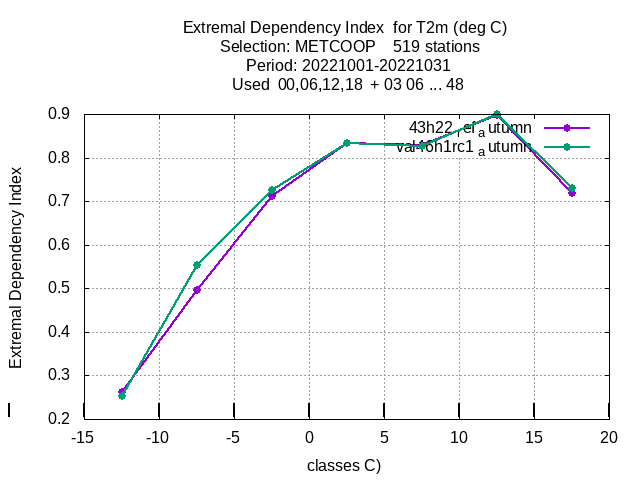 Extremal Dependency Index for T2m (deg C)
Selection: METCOOP 519 stations
Period: 20221001-20221031
Used 00,06,12,18 + 03 06 ... 48
0.9
0.8
0.7
0.6
0.5
0.4
0.3
0.2
Extremal Dependency Index
43h22_ref_autumn
val46h1rc1_autumn
-15 -10 -5 0 5 10 15 20
classes C)